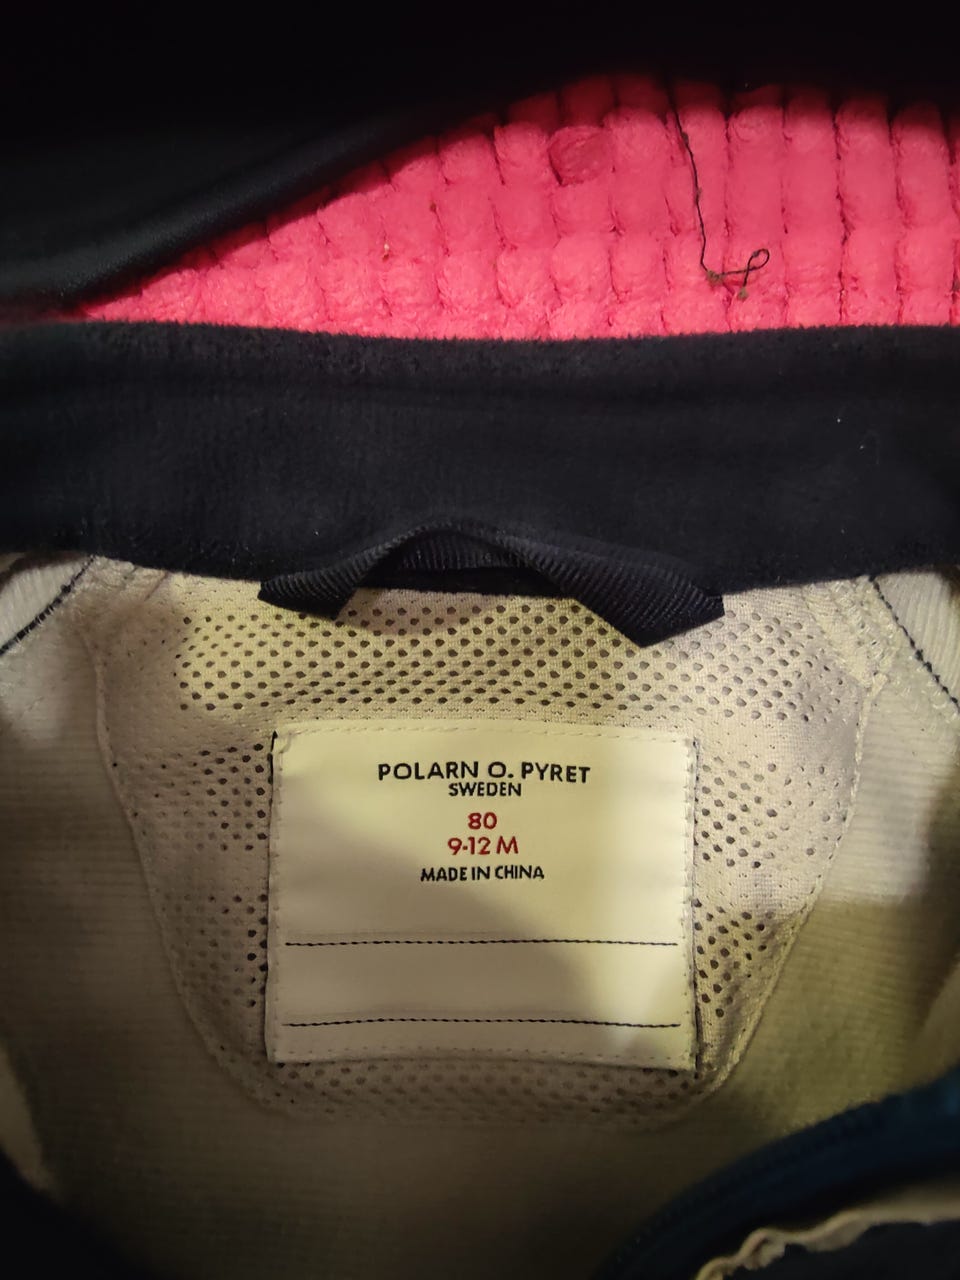 POLARN O. PYRET
SWEDEN
80
9-12 M
MADE IN CHINA